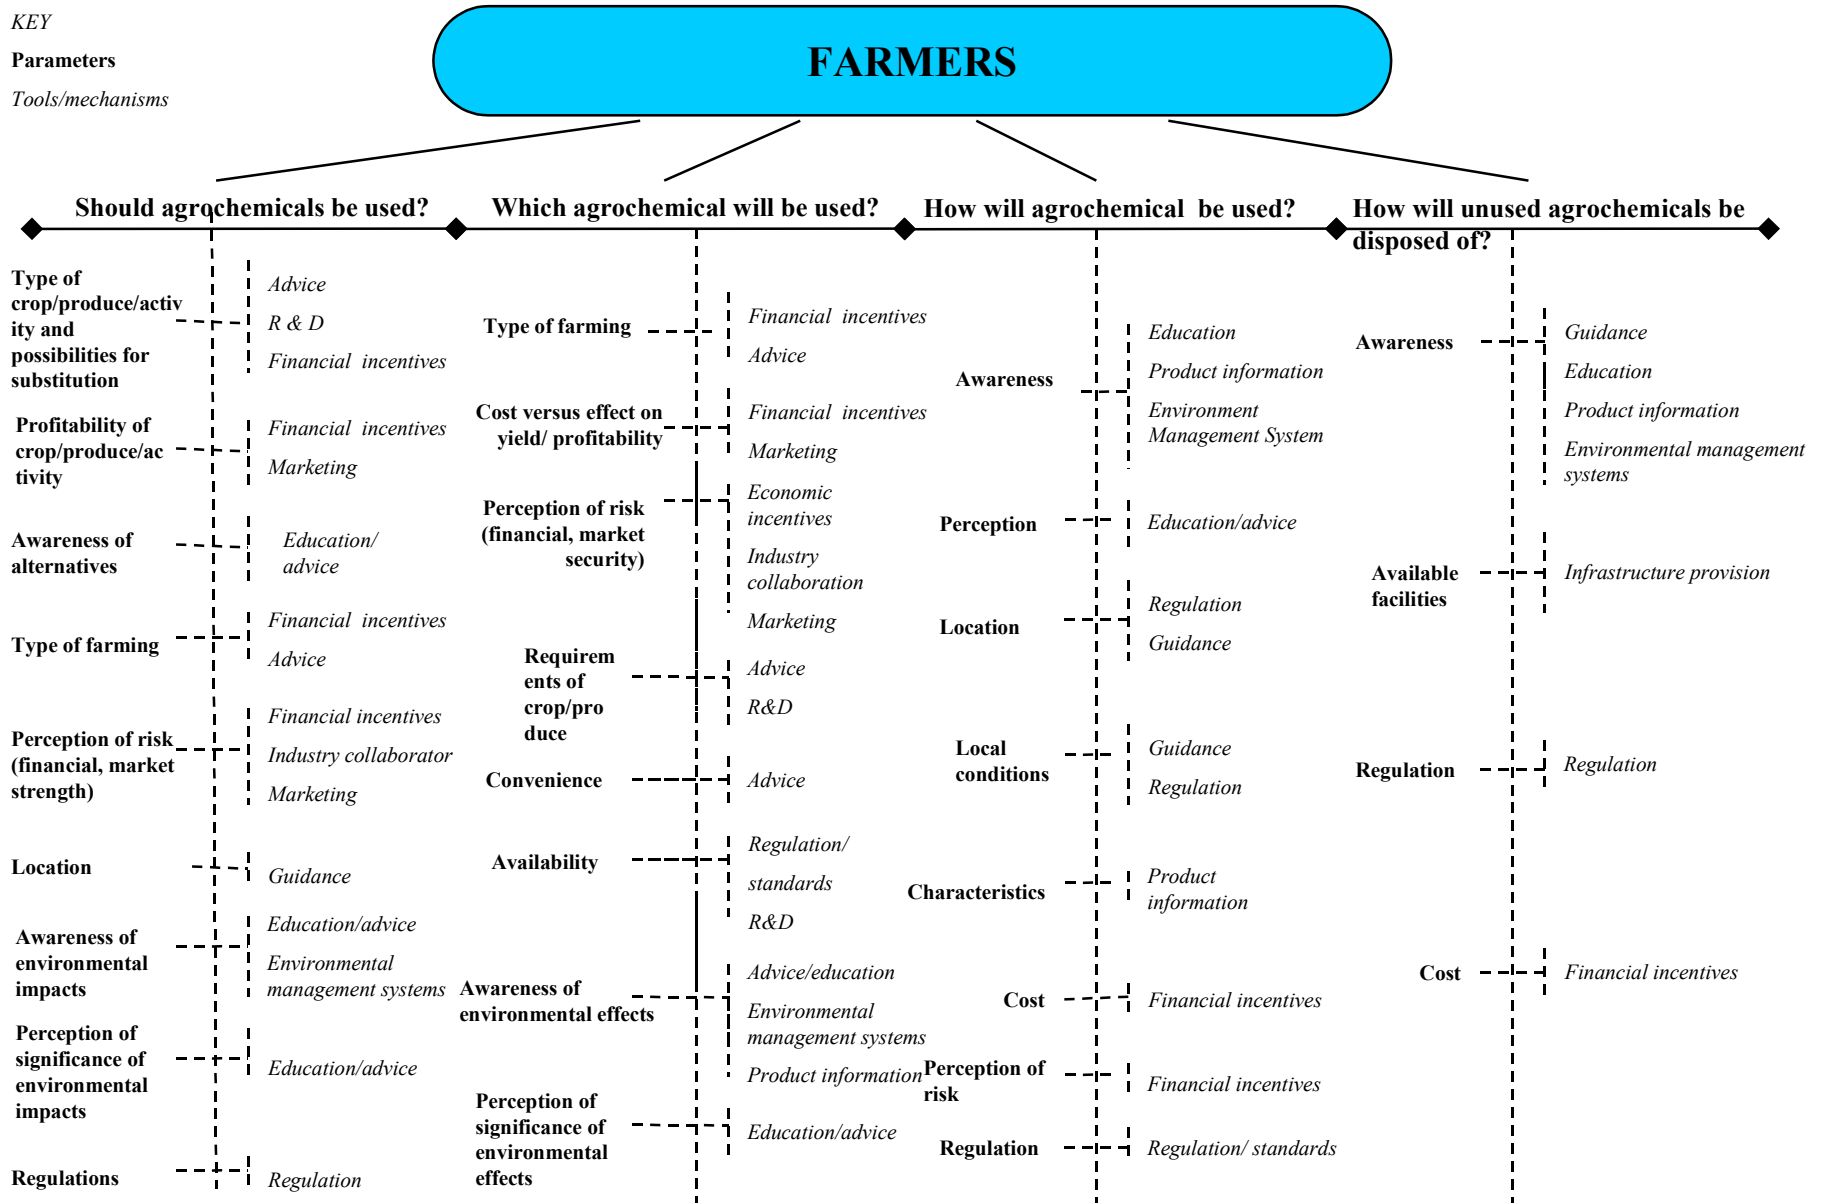 KEY
Parameters
Tools/mechanisms
FARMERS
Should agrochemicals be used?
Type of
crop/produce/activ
ity and
possibilities for
substitution
Advice
R & D
Financial incentives
Profitability of
crop/produce/ac
tivity
Financial incentives
Marketing
Awareness of
alternatives
Education/
advice
Type of farming
Financial incentives
Advice
Perception of risk
(financial, market
strength)
Financial incentives
Industry collaborator
Marketing
Location
Guidance
Awareness of
environmental
impacts
Education/advice
Environmental
management systems
Perception of
significance of
environmental
impacts
Education/advice
Regulations
Regulation
Which agrochemical will be used?
Type of farming
Financial incentives
Advice
Cost versus effect on
yield/ profitability
Financial incentives
Marketing
Perception of risk
(financial, market
security)
Economic
incentives
Industry
collaboration
Marketing
Requirem
ents of
crop/pro
duce
Advice
R&D
Convenience
Advice
Availability
Regulation/
standards
R&D
Awareness of
environmental effects
Advice/education
Environmental
management systems
Product information
Perception of
significance of
environmental
effects
Education/advice
How will agrochemical be used?
Awareness
Education
Product information
Environment
Management System
Perception
Education/advice
Location
Regulation
Guidance
Local
conditions
Guidance
Regulation
Characteristics
Product
information
Cost
Financial incentives
Perception of
risk
Financial incentives
Regulation
Regulation/ standards
How will unused agrochemicals be
disposed of?
Awareness
Guidance
Education
Product information
Environmental management
systems
Available
facilities
Infrastructure provision
Regulation
Regulation
Cost
Financial incentives